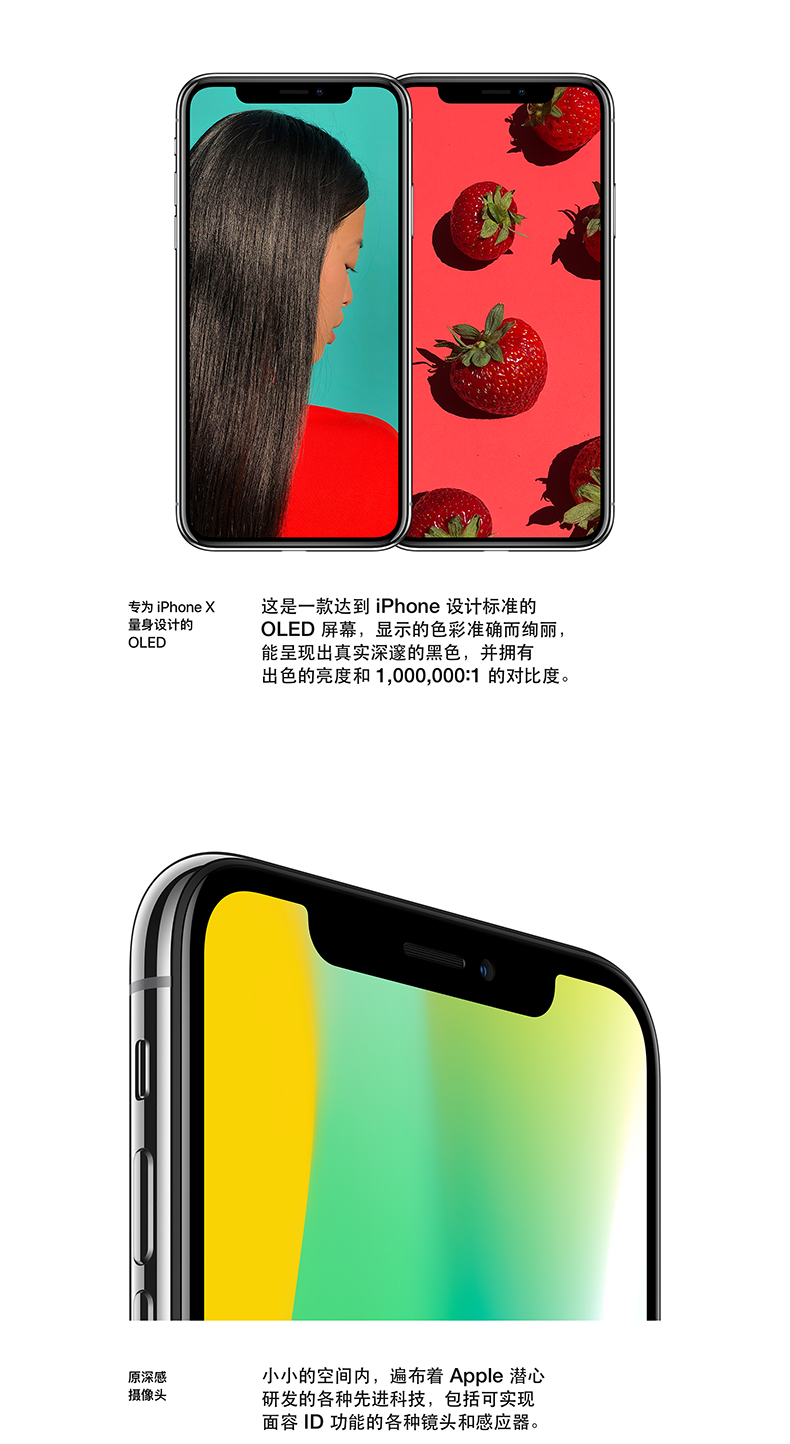 专为 iPhone X
量身设计的
OLED
这是一款达到 iPhone 设计标准的
OLED 屏幕，显示的色彩准确而绚丽，
能呈现出真实深邃的黑色，并拥有
出色的亮度和 1,000,000:1 的对比度。
原深感
摄像头
小小的空间内，遍布着 Apple 潜心
研发的各种先进科技，包括可实现
面容 ID 功能的各种镜头和感应器。